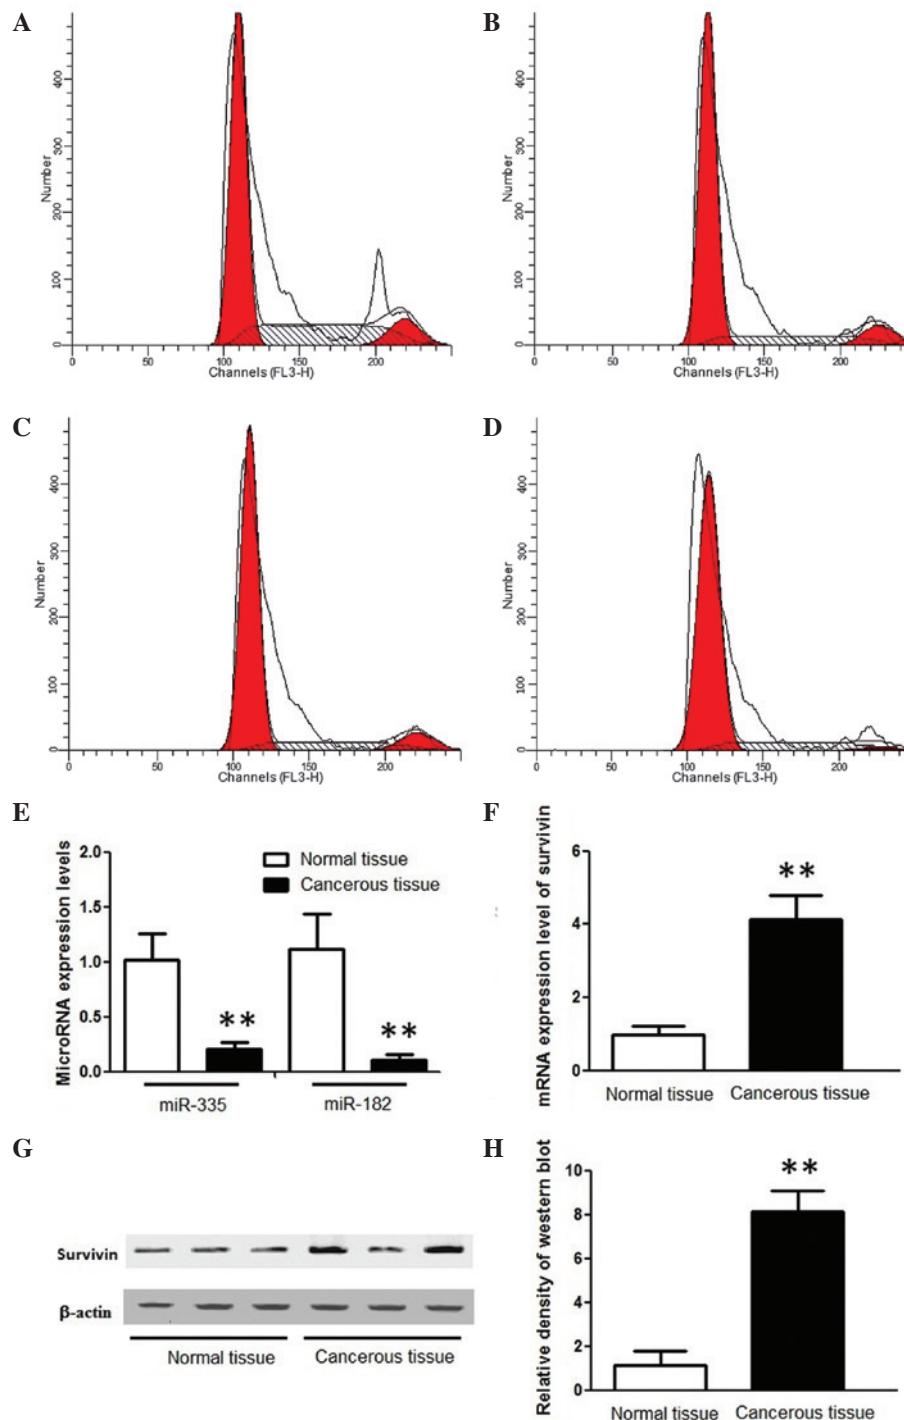 A
B
Number
400
300
200
100
0
0 50 100 150 200
Channels (FL3-H)
Number
400
300
200
100
0
0 50 100 150 200
Channels (FL3-H)
C
D
Number
400
300
200
100
0
0 50 100 150 200
Channels (FL3-H)
Number
400
300
200
100
0
0 50 100 150 200
Channels (FL3-H)
E
F
MicroRNA expression levels
2.0
1.5
1.0
0.5
0.0
Normal tissue
Cancerous tissue
**
**
miR-335 miR-182
mRNA expression level of survivin
6
4
2
0
**
Normal tissue Cancerous tissue
G
H
Survivin
β-actin
Normal tissue Cancerous tissue
Relative density of western blot
10
8
6
4
2
0
**
Normal tissue Cancerous tissue